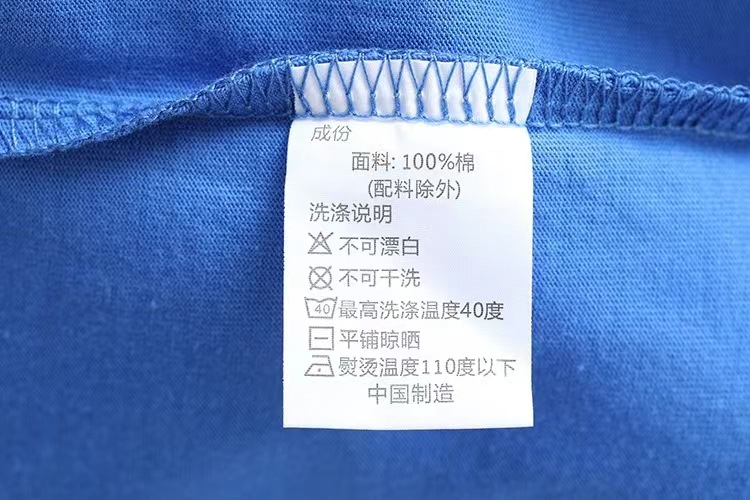 成份
面料: 100%棉
(配料除外)
洗涤说明
不可漂白
不可干洗
40 最高洗涤温度40度
平铺晾晒
熨烫温度110度以下
中国制造